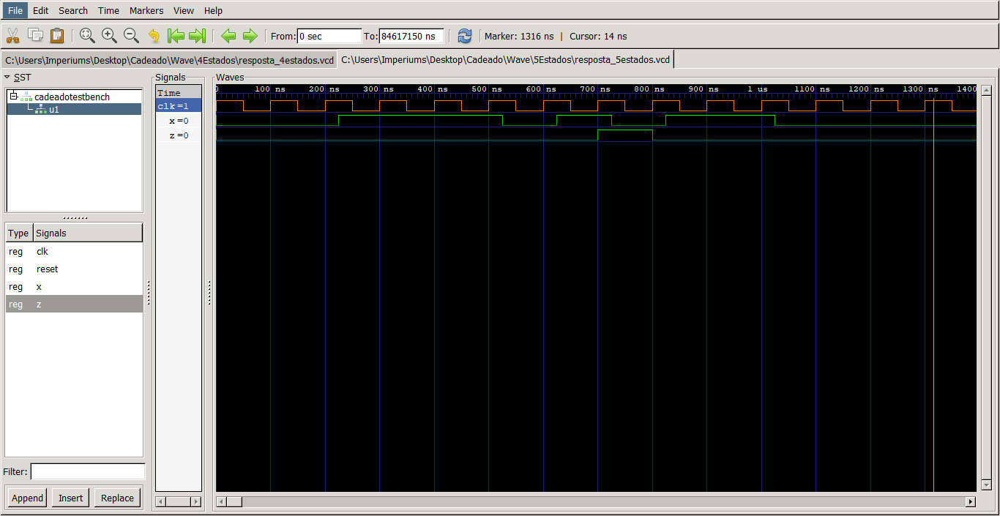 File Edit Search Time Markers View Help
From: 0 sec To: 84617150 ns Marker: 1316 ns | Cursor: 14 ns
C:\Users\Imperiums\Desktop\Cadeado\Wave\4Estados\resposta_4estados.vcd C:\Users\Imperiums\Desktop\Cadeado\Wave\5Estados\resposta_5estados.vcd
SST
cadeadotestbench
u1
Type Signals
reg clk
reg reset
reg x
reg z
Filter:
Append Insert Replace
Signals
Time
clk=1
x=0
z=0
Waves
0 100 ns 200 ns 300 ns 400 ns 500 ns 600 ns 700 ns 800 ns 900 ns 1 us 1100 ns 1200 ns 1300 ns 1400